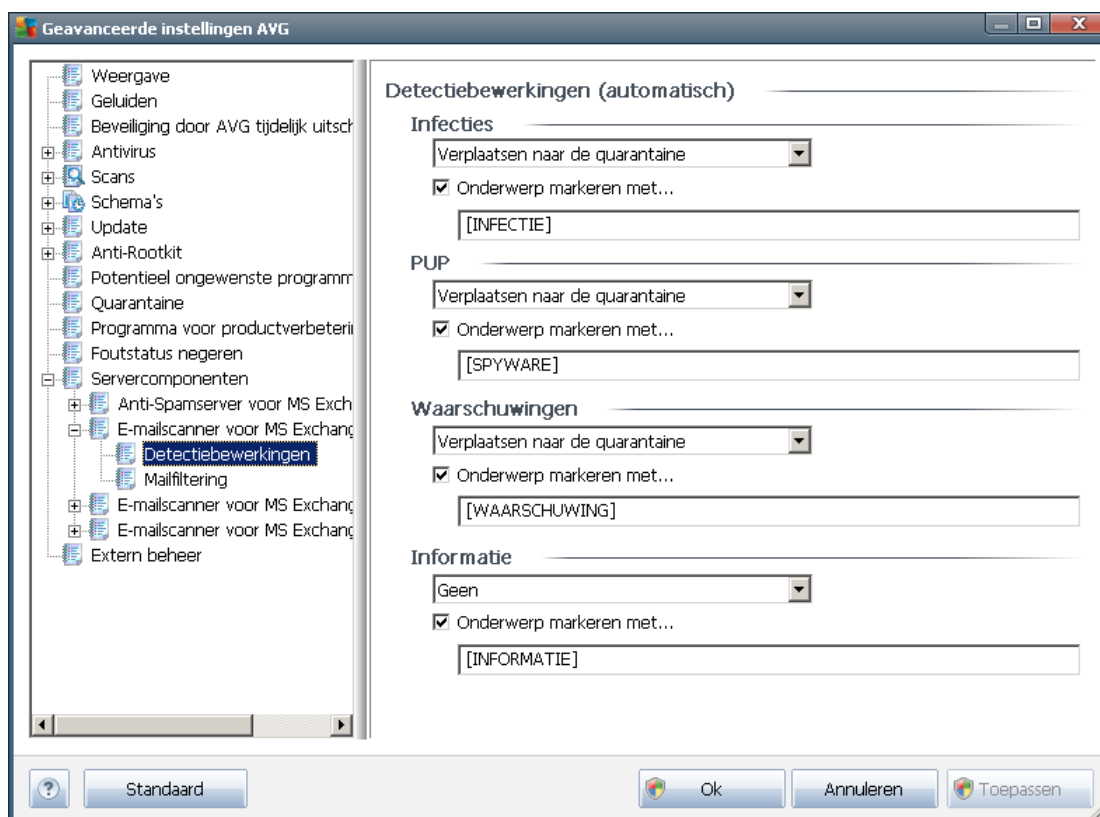 Geavanceerde instellingen AVG
Weergave
Geluiden
Beveiliging door AVG tijdelijk uitsch
Antivirus
Scans
Schema's
Update
Anti-Rootkit
Potentieel ongewenste programm
Quarantaine
Programma voor productverbeteri
Foutstatus negeren
Servercomponenten
Anti-Spamserver voor MS Exch
E-mailscanner voor MS Exchang
Detectiebewerkingen
Mailfiltering
E-mailscanner voor MS Exchang
E-mailscanner voor MS Exchang
Extern beheer
Detectiebewerkingen (automatisch)
Infecties
Verplaatsen naar de quarantaine
Onderwerp markeren met...
[INFECTIE]
PUP
Verplaatsen naar de quarantaine
Onderwerp markeren met...
[SPYWARE]
Waarschuwingen
Verplaatsen naar de quarantaine
Onderwerp markeren met...
[WAARSCHUWING]
Informatie
Geen
Onderwerp markeren met...
[INFORMATIE]
?
Standaard
Ok
Annuleren
Toepassen